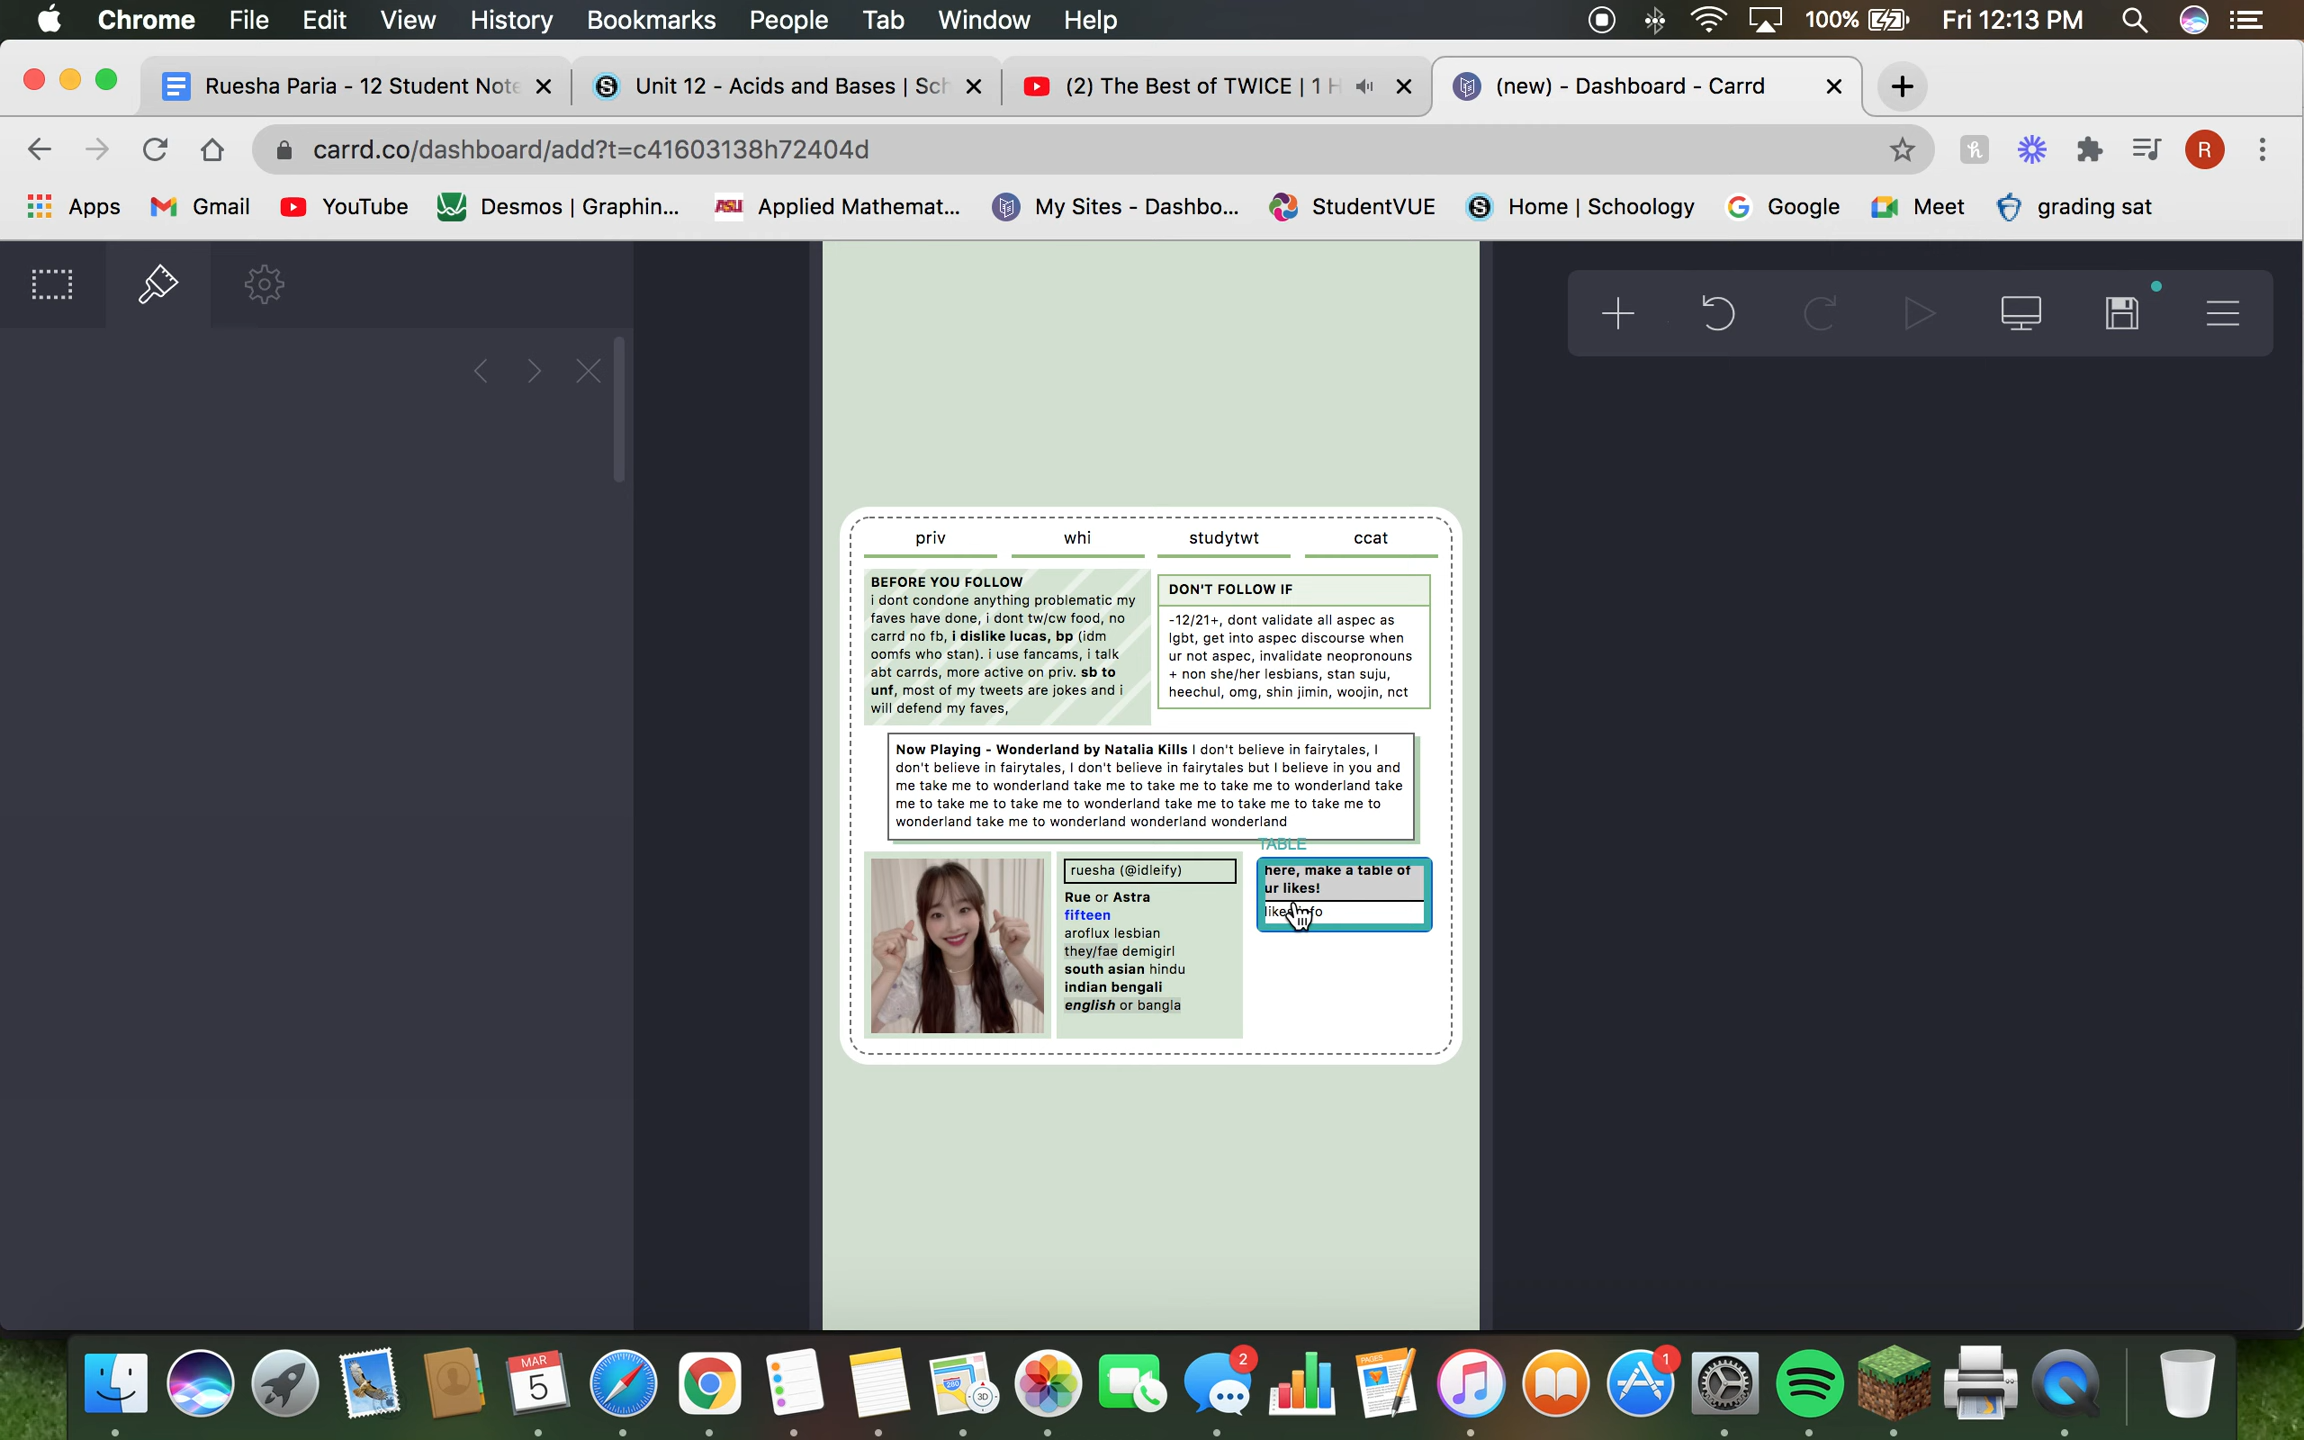 Chrome File Edit View History Bookmarks People Tab Window Help 100% Fri 12:13 PM
Ruesha Paria - 12 Student Note
Unit 12 - Acids and Bases | Sch
(2) The Best of TWICE | 1 H
(new) - Dashboard - Carrd
carrd.co/dashboard/add?t=c41603138h72404d
R
Apps Gmail YouTube Desmos | Graphin... ASU Applied Mathemat... My Sites - Dashbo... StudentVUE Home | Schoology Google Meet grading sat
priv whi studytwt ccat
BEFORE YOU FOLLOW
i dont condone anything problematic my
faves have done, i dont tw/cw food, no
carrd no fb, i dislike lucas, bp (idm
oomfs who stan). i use fancams, i talk
abt carrds, more active on priv. sb to
unf, most of my tweets are jokes and i
will defend my faves,
DON'T FOLLOW IF
-12/21+, dont validate all aspec as
lgbt, get into aspec discourse when
ur not aspec, invalidate neopronouns
+ non she/her lesbians, stan suju,
heechul, omg, shin jimin, woojin, nct
Now Playing - Wonderland by Natalia Kills I don't believe in fairytales, I
don't believe in fairytales, I don't believe in fairytales but I believe in you and
me take me to wonderland take me to take me to take me to wonderland take
me to take me to take me to wonderland take me to take me to take me to
wonderland take me to wonderland wonderland wonderland
ruesha (@idleify)
Rue or Astra
fifteen
aroflux lesbian
they/fae demigirl
south asian hindu
indian bengali
english or bangla
TABLE
here, make a table of
ur likes!
MAR
5
280
3D
2
PAGES
1